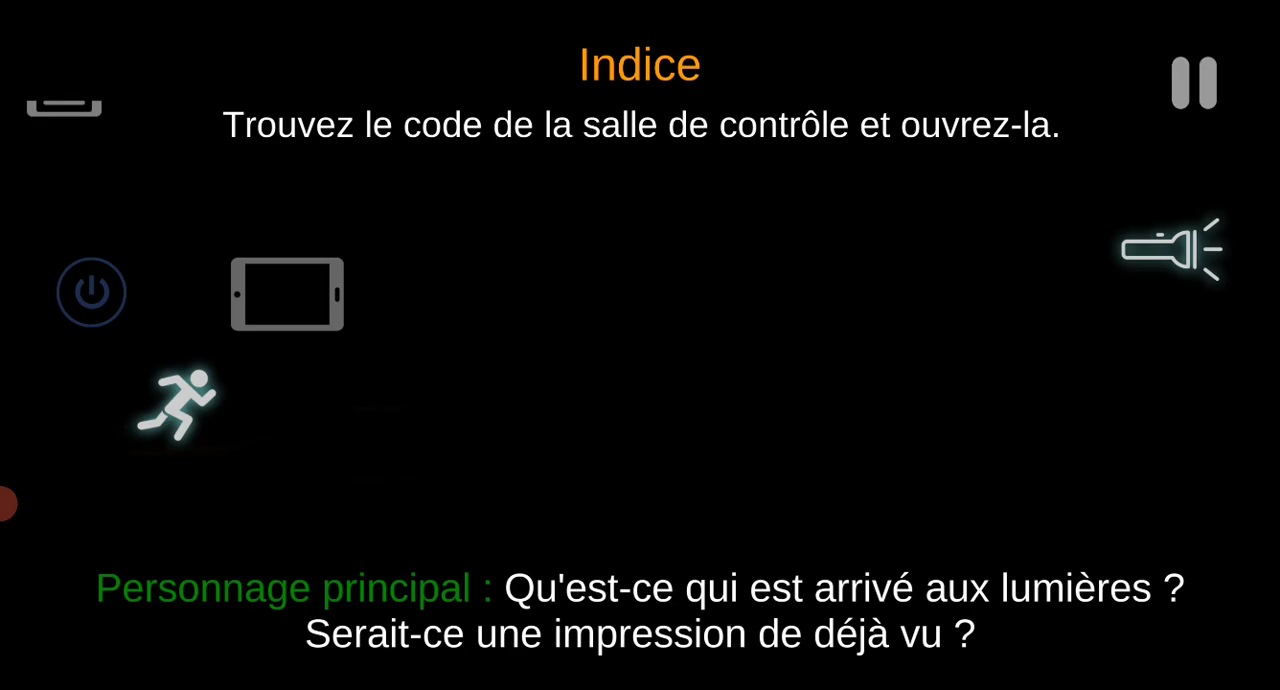 Indice
Trouvez le code de la salle de contrôle et ouvrez-la.
Personnage principal : Qu'est-ce qui est arrivé aux lumières ?
Serait-ce une impression de déjà vu ?